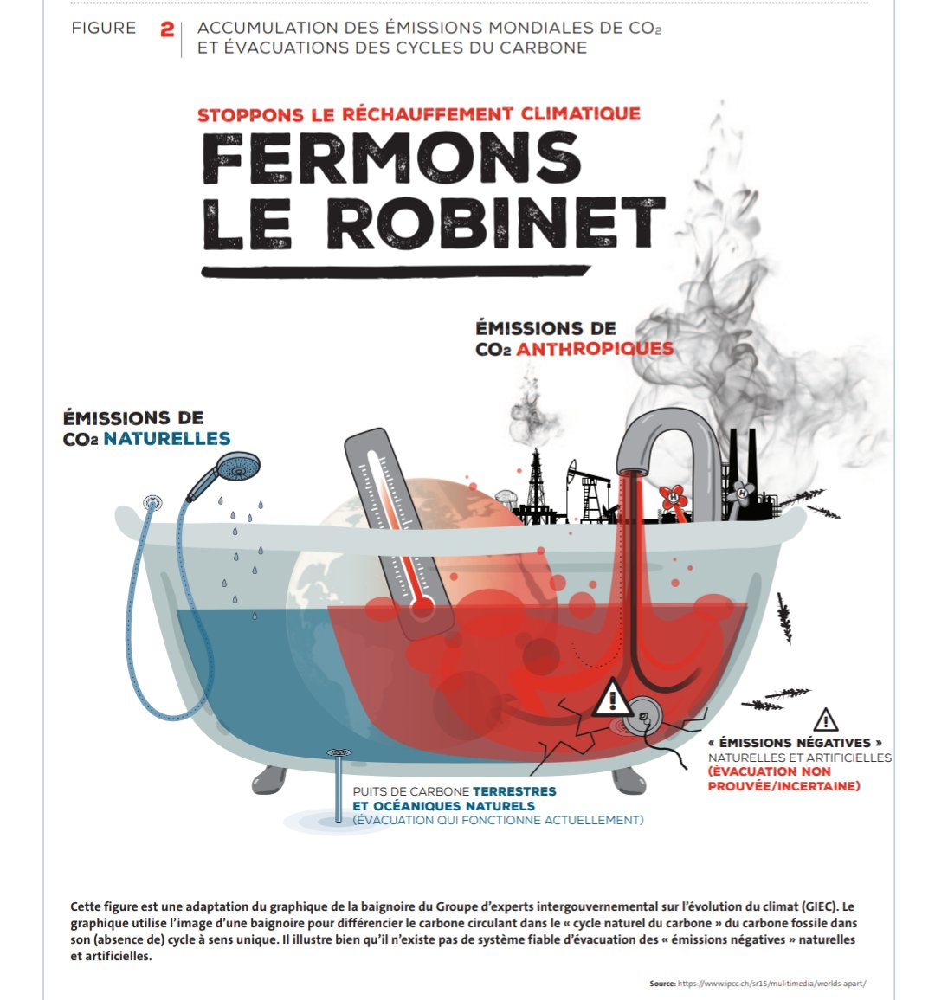 FIGURE 2 ACCUMULATION DES ÉMISSIONS MONDIALES DE CO₂
ET ÉVACUATIONS DES CYCLES DU CARBONE
STOPPONS LE RÉCHAUFFEMENT CLIMATIQUE
FERMONS
LE ROBINET
ÉMISSIONS DE
CO₂ ANTHROPIQUES
ÉMISSIONS DE
CO₂ NATURELLES
H
H
!
!
« ÉMISSIONS NÉGATIVES »
NATURELLES ET ARTIFICIELLES
(ÉVACUATION NON
PROUVÉE/INCERTAINE)
PUITS DE CARBONE TERRESTRES
ET OCÉANIQUES NATURELS
(ÉVACUATION QUI FONCTIONNE ACTUELLEMENT)
Cette figure est une adaptation du graphique de la baignoire du Groupe d’experts intergouvernemental sur l’évolution du climat (GIEC). Le
graphique utilise l’image d’une baignoire pour différencier le carbone circulant dans le « cycle naturel du carbone » du carbone fossile dans
son (absence de) cycle à sens unique. Il illustre bien qu’il n’existe pas de système fiable d’évacuation des « émissions négatives » naturelles
et artificielles.
Source: https://www.ipcc.ch/sr15/mulitimedia/worlds-apart/